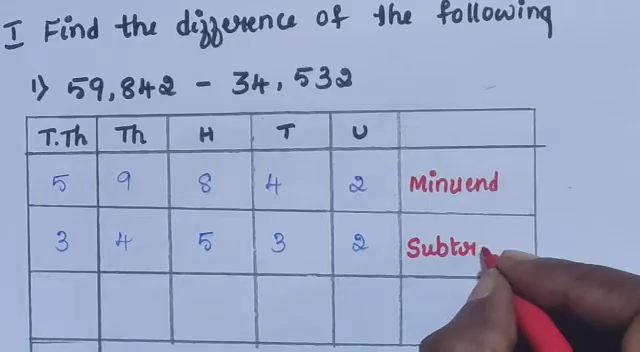 I Find the difference of the following
1) 59,842 - 34,532
T.Th Th H T U
5 9 8 4 2 Minuend
3 4 5 3 2 Subtr